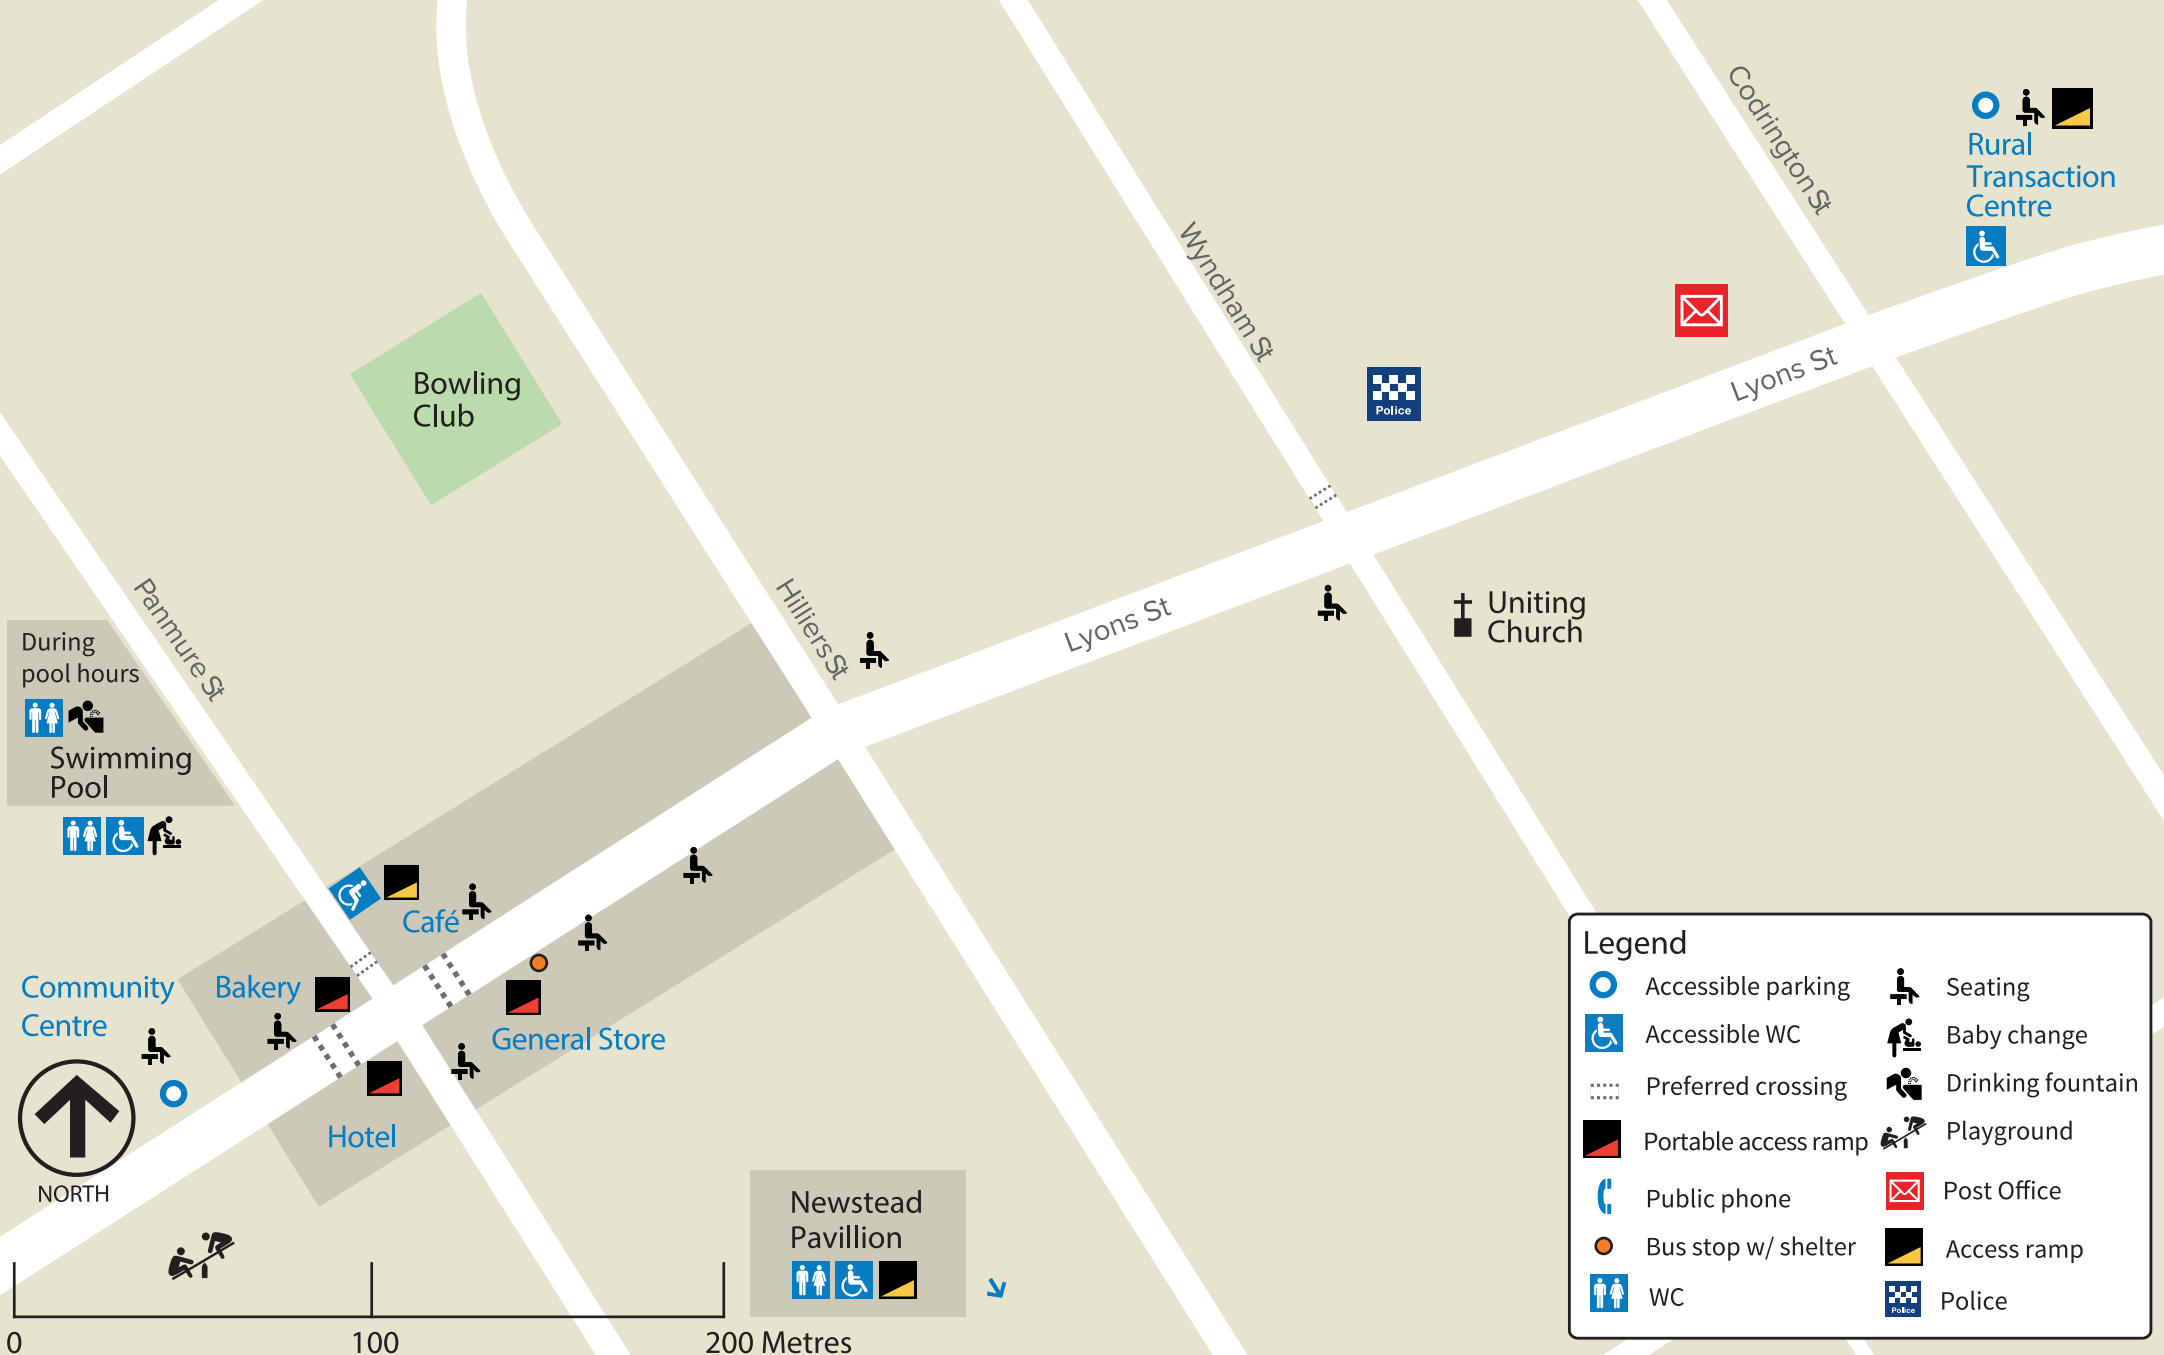 Codrington St
Rural
Transaction
Centre
Wyndham St
Lyons St
Police
Bowling
Club
Panmure St
Hilliers St
Lyons St
Uniting
Church
During
pool hours
Swimming
Pool
Café
Community
Centre
Bakery
General Store
Hotel
NORTH
Newstead
Pavillion
0
100
200 Metres
Legend
Accessible parking
Accessible WC
Preferred crossing
Portable access ramp
Public phone
Bus stop w/ shelter
WC
Seating
Baby change
Drinking fountain
Playground
Post Office
Access ramp
Police
Police